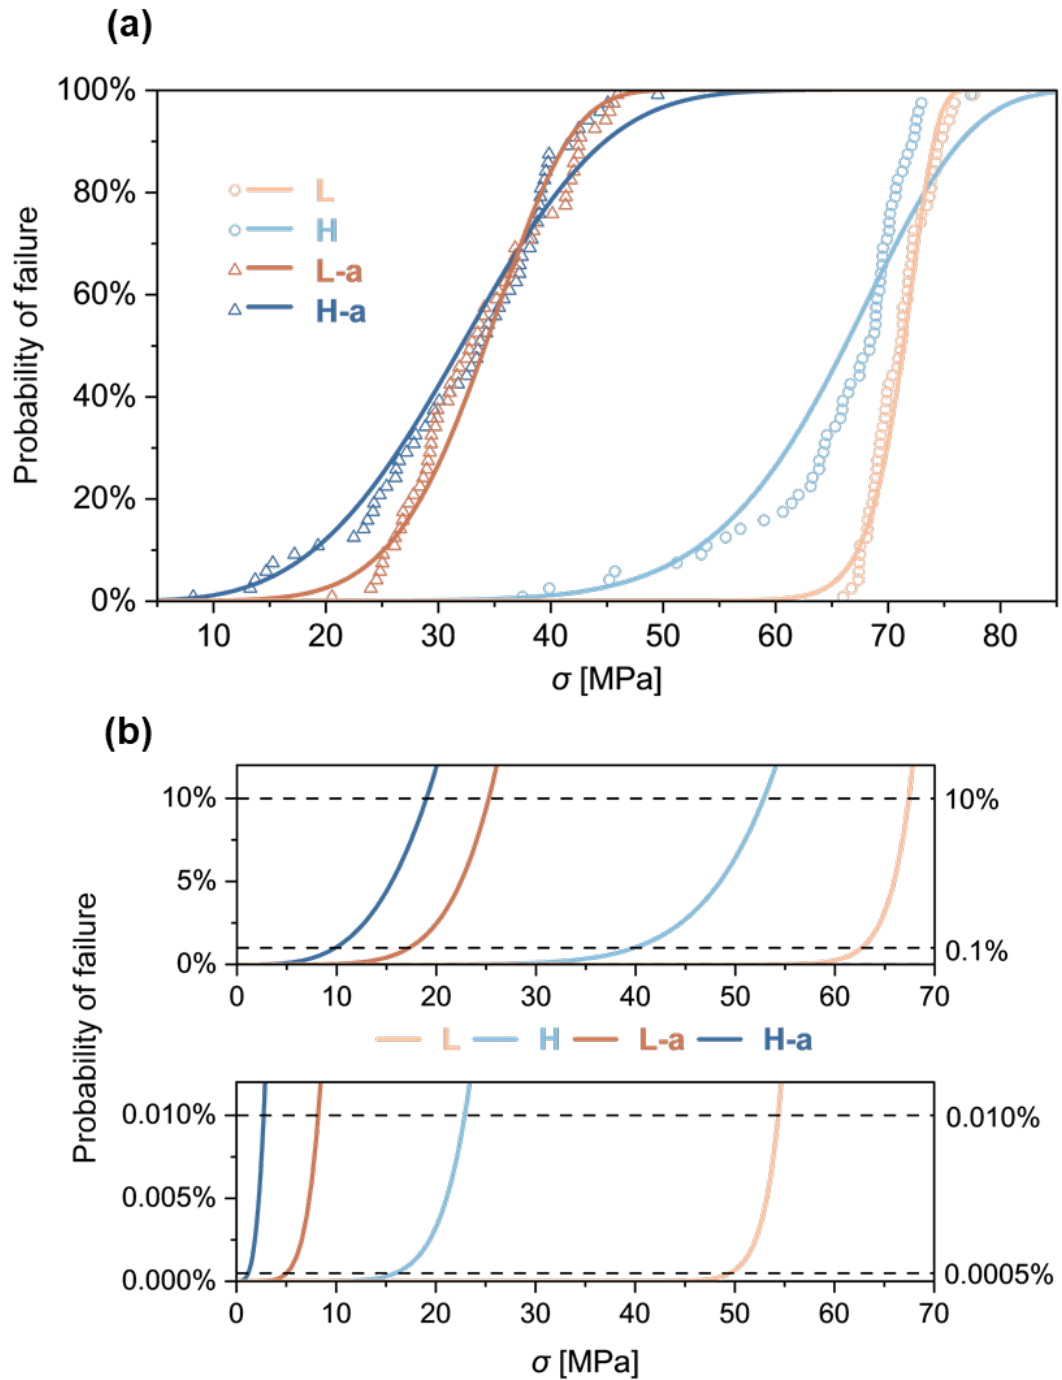 (a)
100%
80%
60%
40%
20%
0%
Probability of failure
L
H
L-a
H-a
10 20 30 40 50 60 70 80
σ [MPa]
(b)
10%
5%
0%
10%
0.1%
0 10 20 30 40 50 60 70
Probability of failure
L H L-a H-a
0.010%
0.005%
0.000%
0.010%
0.0005%
0 10 20 30 40 50 60 70
σ [MPa]